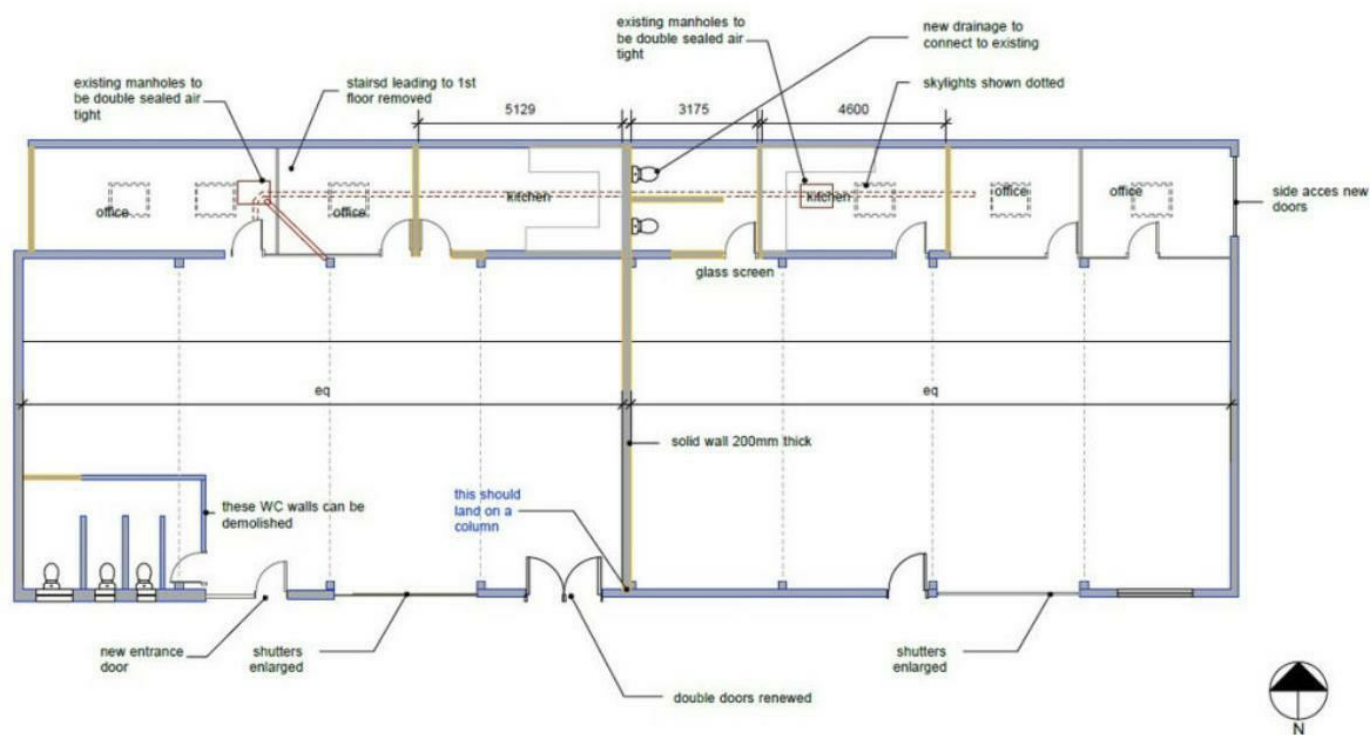 existing manholes to
be double sealed air
tight
new drainage to
connect to existing
existing manholes to
be double sealed air
tight
stairsd leading to 1st
floor removed
skylights shown dotted
5129
3175
4600
office
office
kitchen
kitchen
office
office
side acces new
doors
glass screen
eq
eq
solid wall 200mm thick
these WC walls can be
demolished
this should
land on a
column
new entrance
door
shutters
enlarged
double doors renewed
shutters
enlarged
N